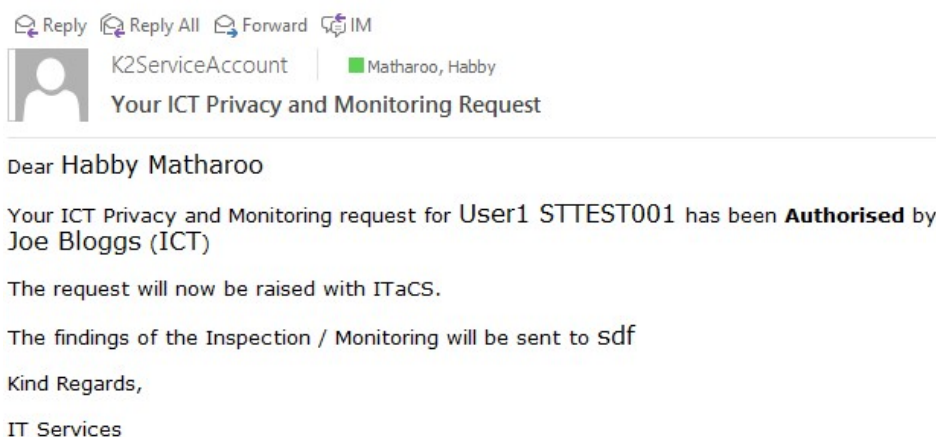 Reply Reply All Forward IM
K2ServiceAccount Matharoo, Habby
Your ICT Privacy and Monitoring Request
Dear Habby Matharoo
Your ICT Privacy and Monitoring request for User1 STTEST001 has been Authorised by
Joe Bloggs (ICT)
The request will now be raised with ITaCS.
The findings of the Inspection / Monitoring will be sent to sdf
Kind Regards,
IT Services